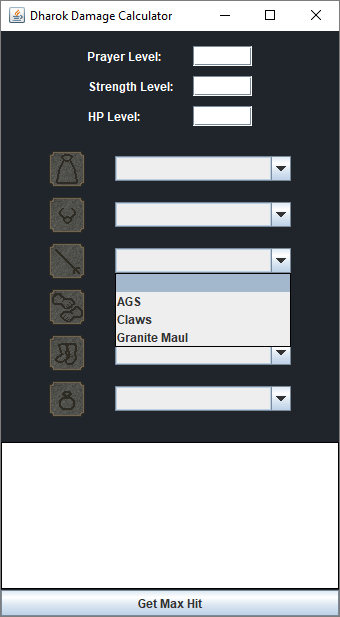 Dharok Damage Calculator
Prayer Level:
Strength Level:
HP Level:
AGS
Claws
Granite Maul
Get Max Hit